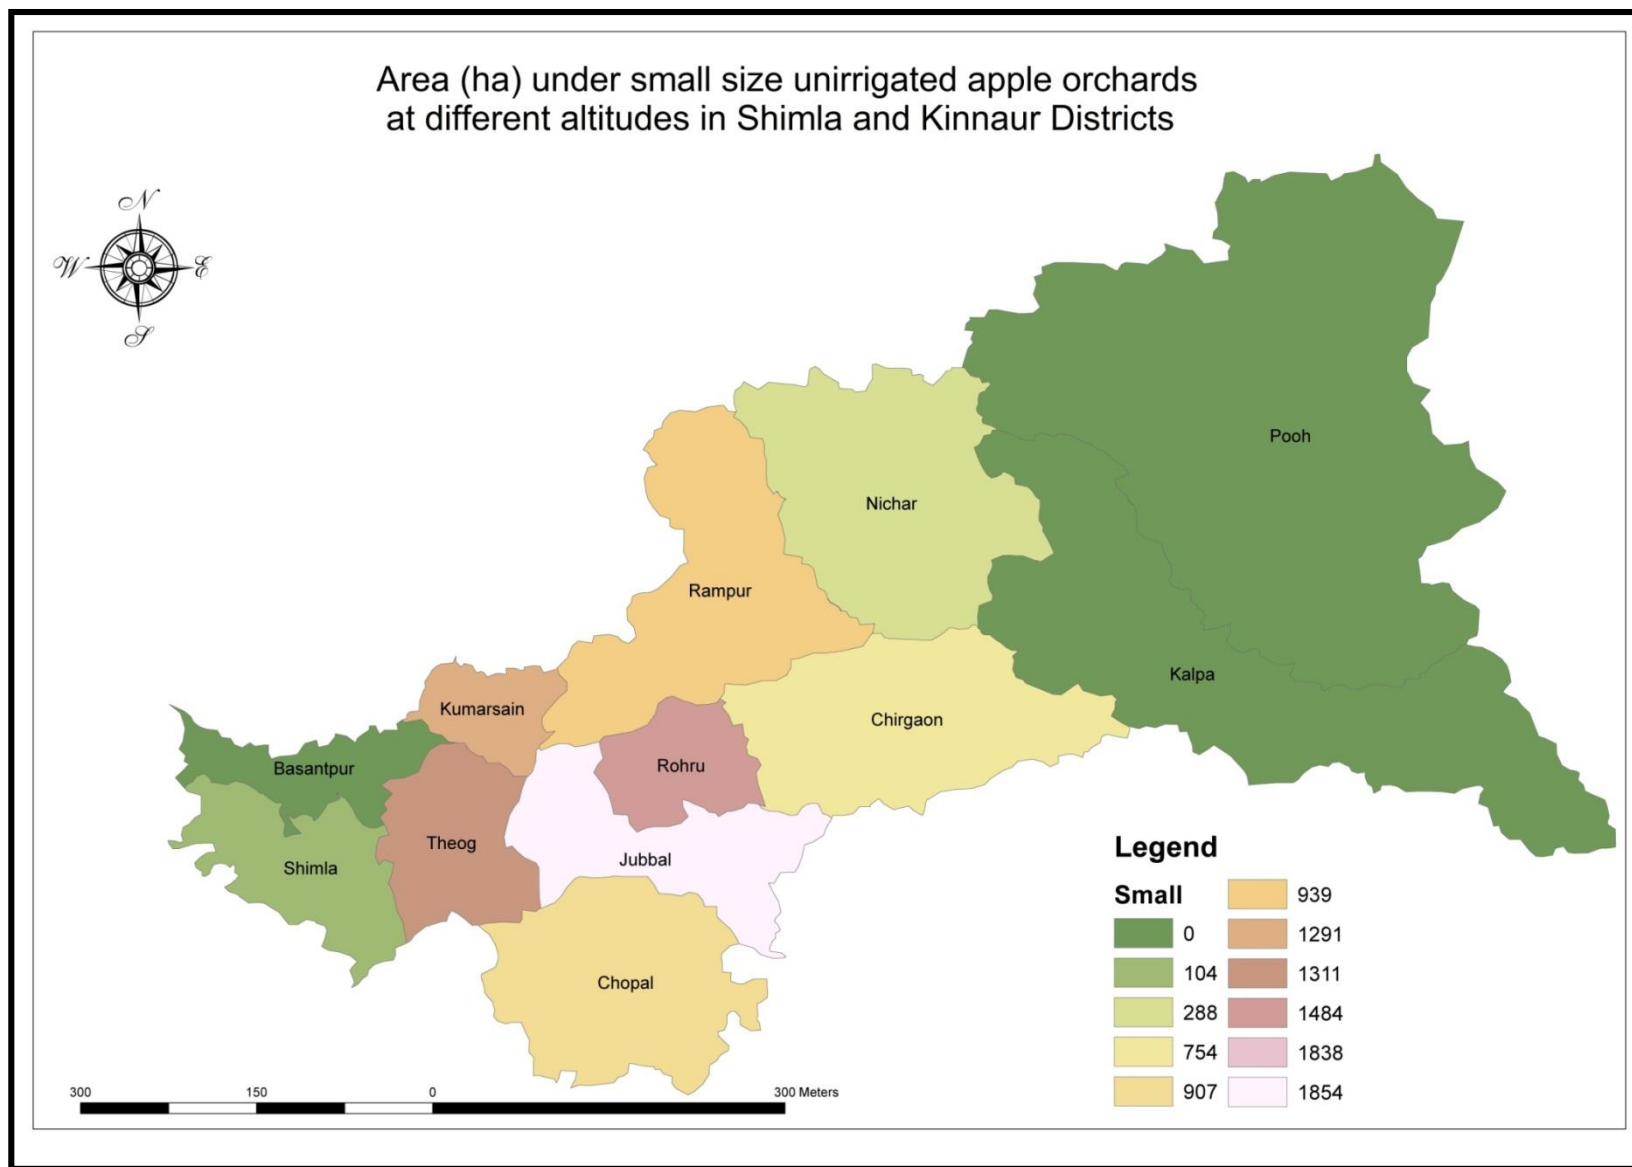 Area (ha) under small size unirrigated apple orchards
at different altitudes in Shimla and Kinnaur Districts
N
W
E
S
Pooh
Nichar
Rampur
Kalpa
Kumarsain
Chirgaon
Basantpur
Rohru
Theog
Jubbal
Shimla
Chopal
Legend
Small
0
104
288
754
907
939
1291
1311
1484
1838
1854
300 150 0 300 Meters